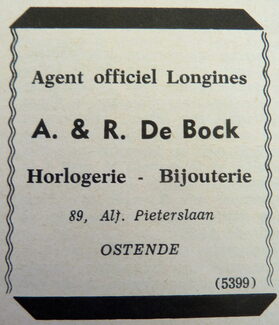 Agent officiel Longines
A. & R. De Bock
Horlogerie - Bijouterie
89, Alf. Pieterslaan
OSTENDE
(5399)